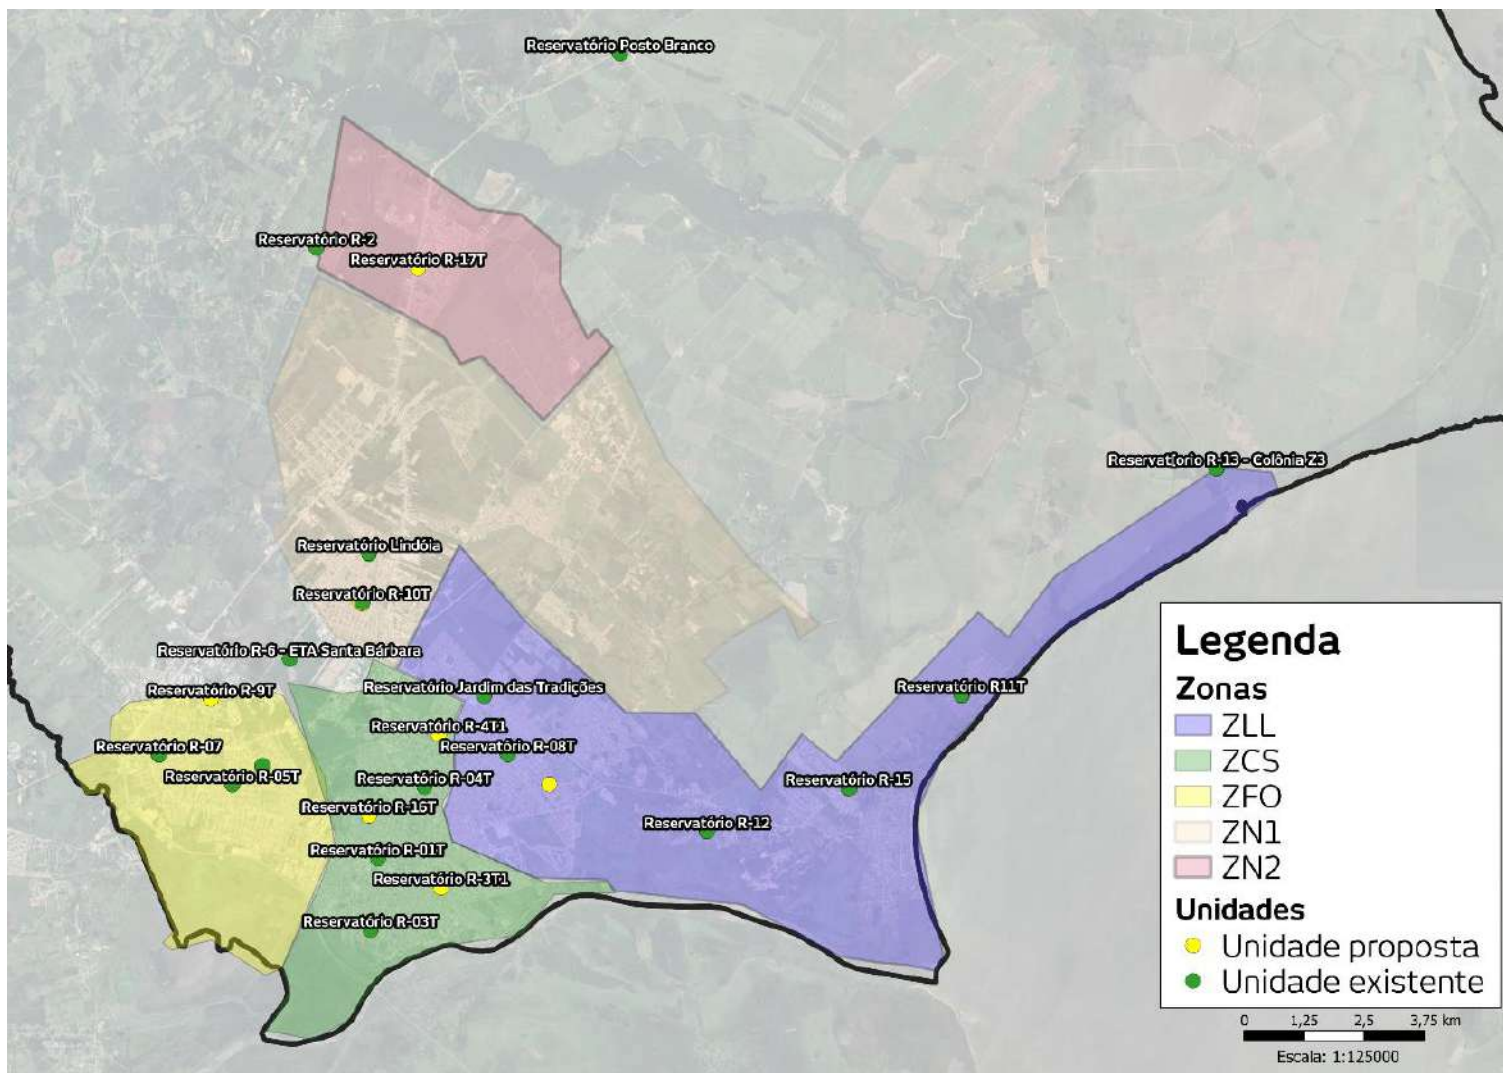 Reservatório Posto Branco
Reservatório R-2
Reservatório R-17T
Reservatíorio R-13 - Colônia Z3
Reservatório Lindóia
Reservatório R-10T
Reservatório R-6 - ETA Santa Bárbara
Reservatório R-9T
Reservatório Jardim das Tradições
Reservatório R11T
Reservatório R-4T1
Reservatório R-07
Reservatório R-08T
Reservatório R-05T
Reservatório R-04T
Reservatório R-15
Reservatório R-16T
Reservatório R-12
Reservatório R-01T
Reservatório R-3T1
Reservatório R-03T
Legenda
Zonas
ZLL
ZCS
ZFO
ZN1
ZN2
Unidades
Unidade proposta
Unidade existente
0 1,25 2,5 3,75 km
Escala: 1:125000